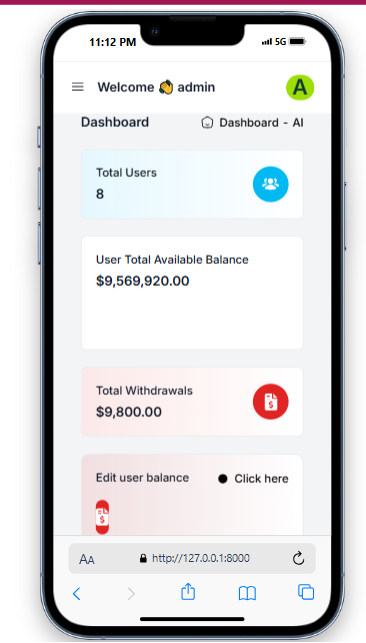 11:12 PM 5G
Welcome 👏 admin A
Dashboard Dashboard - AI
Total Users
8
User Total Available Balance
$9,569,920.00
Total Withdrawals
$9,800.00
Edit user balance Click here
AA http://127.0.0.1:8000